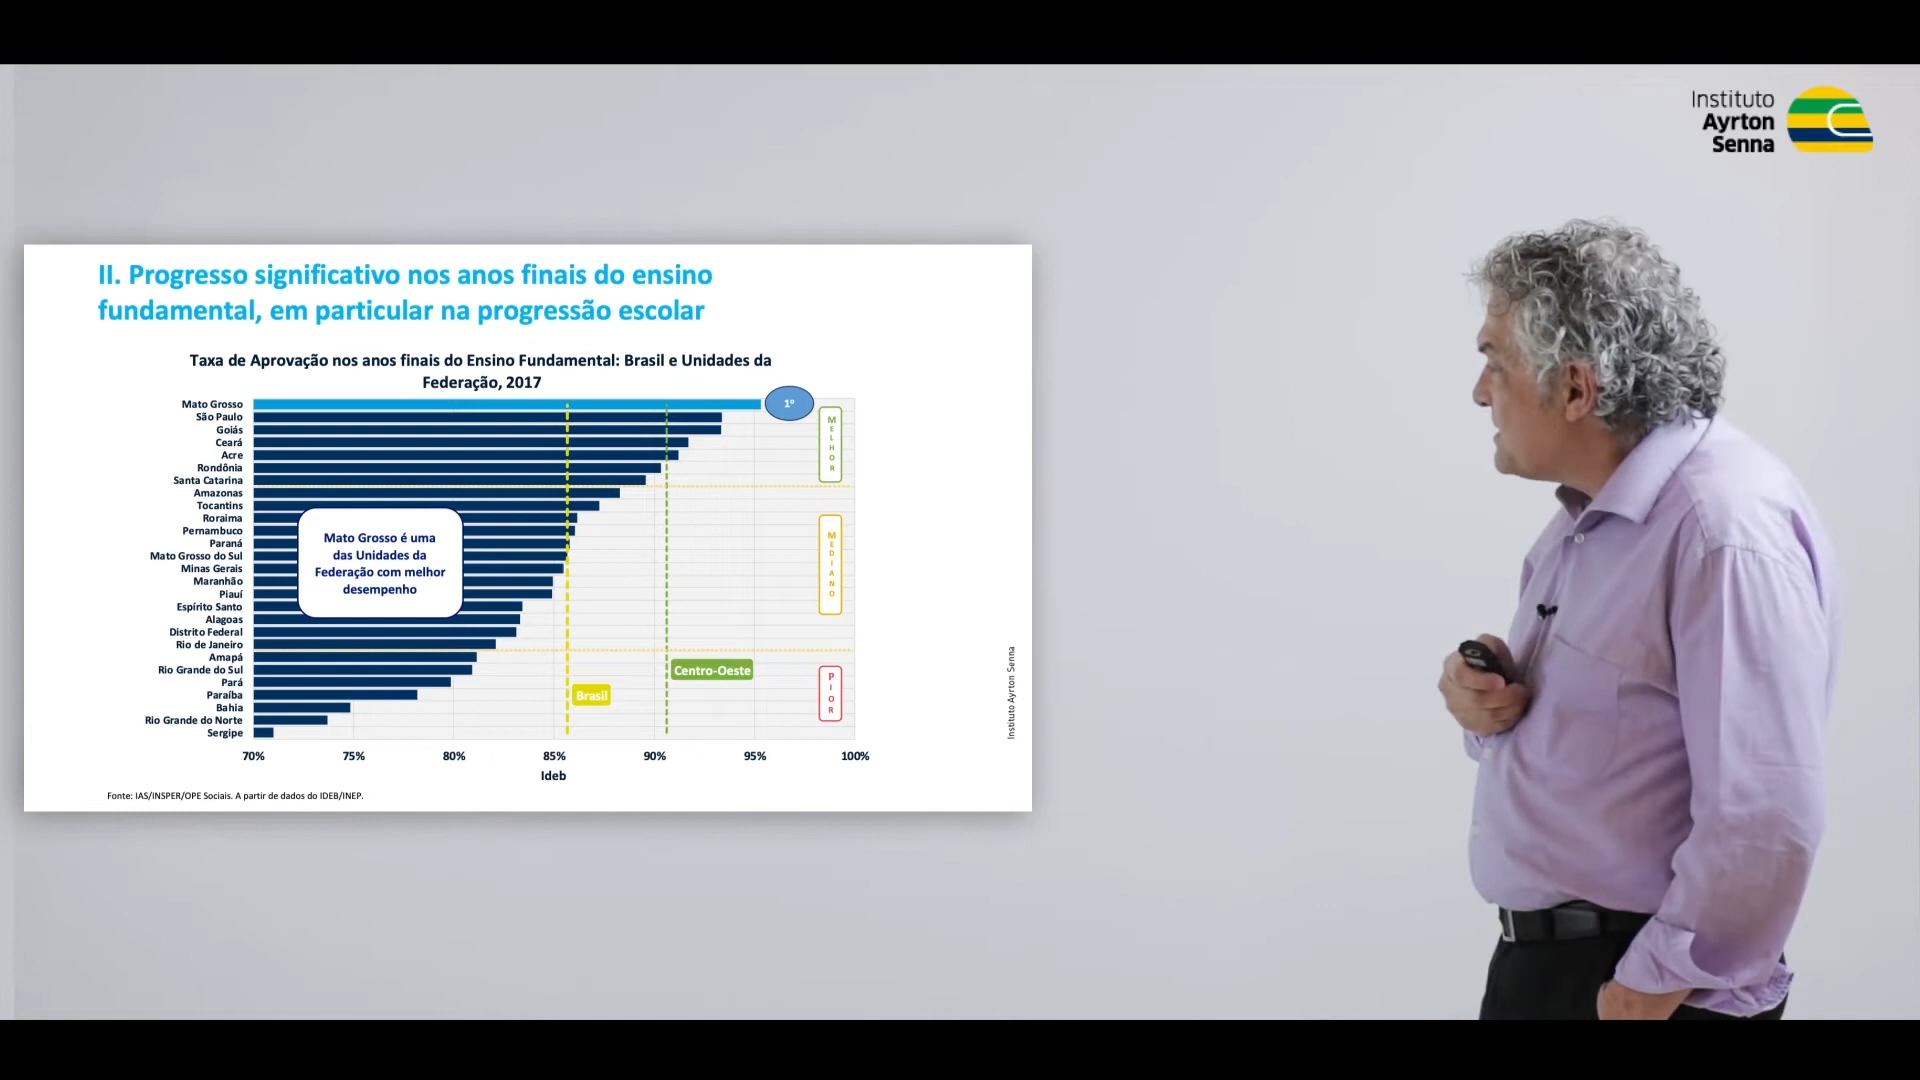 Instituto
Ayrton
Senna
II. Progresso significativo nos anos finais do ensino
fundamental, em particular na progressão escolar
Taxa de Aprovação nos anos finais do Ensino Fundamental: Brasil e Unidades da
Federação, 2017
Mato Grosso
São Paulo
Goiás
Ceará
Acre
Rondônia
Santa Catarina
Amazonas
Tocantins
Roraima
Pernambuco
Paraná
Mato Grosso do Sul
Minas Gerais
Maranhão
Piauí
Espírito Santo
Alagoas
Distrito Federal
Rio de Janeiro
Amapá
Rio Grande do Sul
Pará
Paraíba
Bahia
Rio Grande do Norte
Sergipe
1º
MELHOR
Mato Grosso é uma
das Unidades da
Federação com melhor
desempenho
MEDIANO
Centro-Oeste
Brasil
PIOR
70% 75% 80% 85% 90% 95% 100%
Ideb
Fonte: IAS/INSPER/OPE Sociais. A partir de dados do IDEB/INEP.
Instituto Ayrton Senna